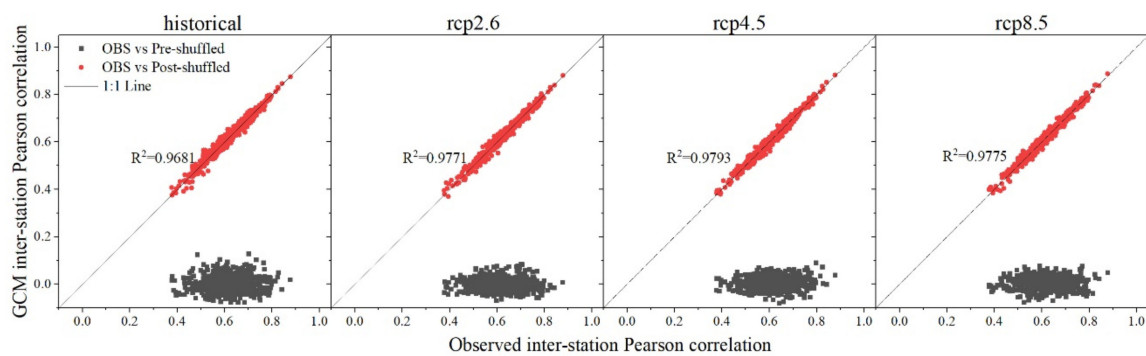 historical
rcp2.6
rcp4.5
rcp8.5
GCM inter-station Pearson correlation
1.0
0.8
0.6
0.4
0.2
0.0
OBS vs Pre-shuffled
OBS vs Post-shuffled
1:1 Line
R²=0.9681
R²=0.9771
R²=0.9793
R²=0.9775
0.0 0.2 0.4 0.6 0.8 1.0
0.0 0.2 0.4 0.6 0.8 1.0
0.0 0.2 0.4 0.6 0.8 1.0
0.0 0.2 0.4 0.6 0.8 1.0
Observed inter-station Pearson correlation